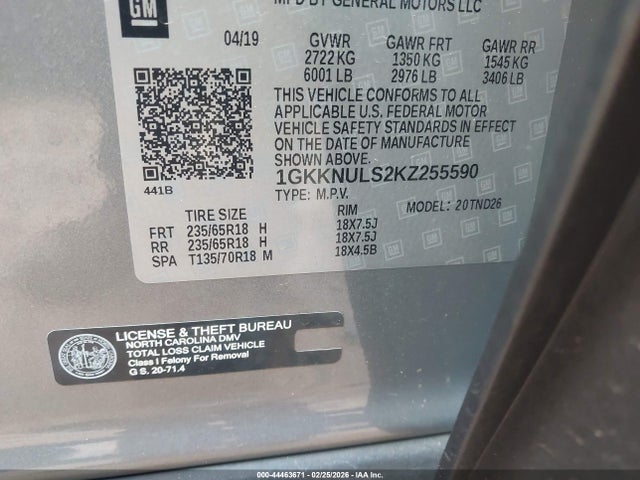 GM
MFD BY GENERAL MOTORS LLC
04/19 GVWR GAWR FRT GAWR RR
2722 KG 1350 KG 1545 KG
6001 LB 2976 LB 3406 LB
THIS VEHICLE CONFORMS TO ALL
APPLICABLE U.S. FEDERAL MOTOR
VEHICLE SAFETY STANDARDS IN EFFECT
ON THE DATE OF MANUFACTURE
SHOWN ABOVE.
441B
1GKKNULS2KZ255590
TYPE: M.P.V. MODEL: 20TND26
TIRE SIZE RIM
FRT 235/65R18 H 18X7.5J
RR 235/65R18 H 18X7.5J
SPA T135/70R18 M 18X4.5B
LICENSE & THEFT BUREAU
NORTH CAROLINA DMV
TOTAL LOSS CLAIM VEHICLE
Class I Felony For Removal
G S. 20-71.4
000-44463671 - 02/25/2026 - IAA, Inc.